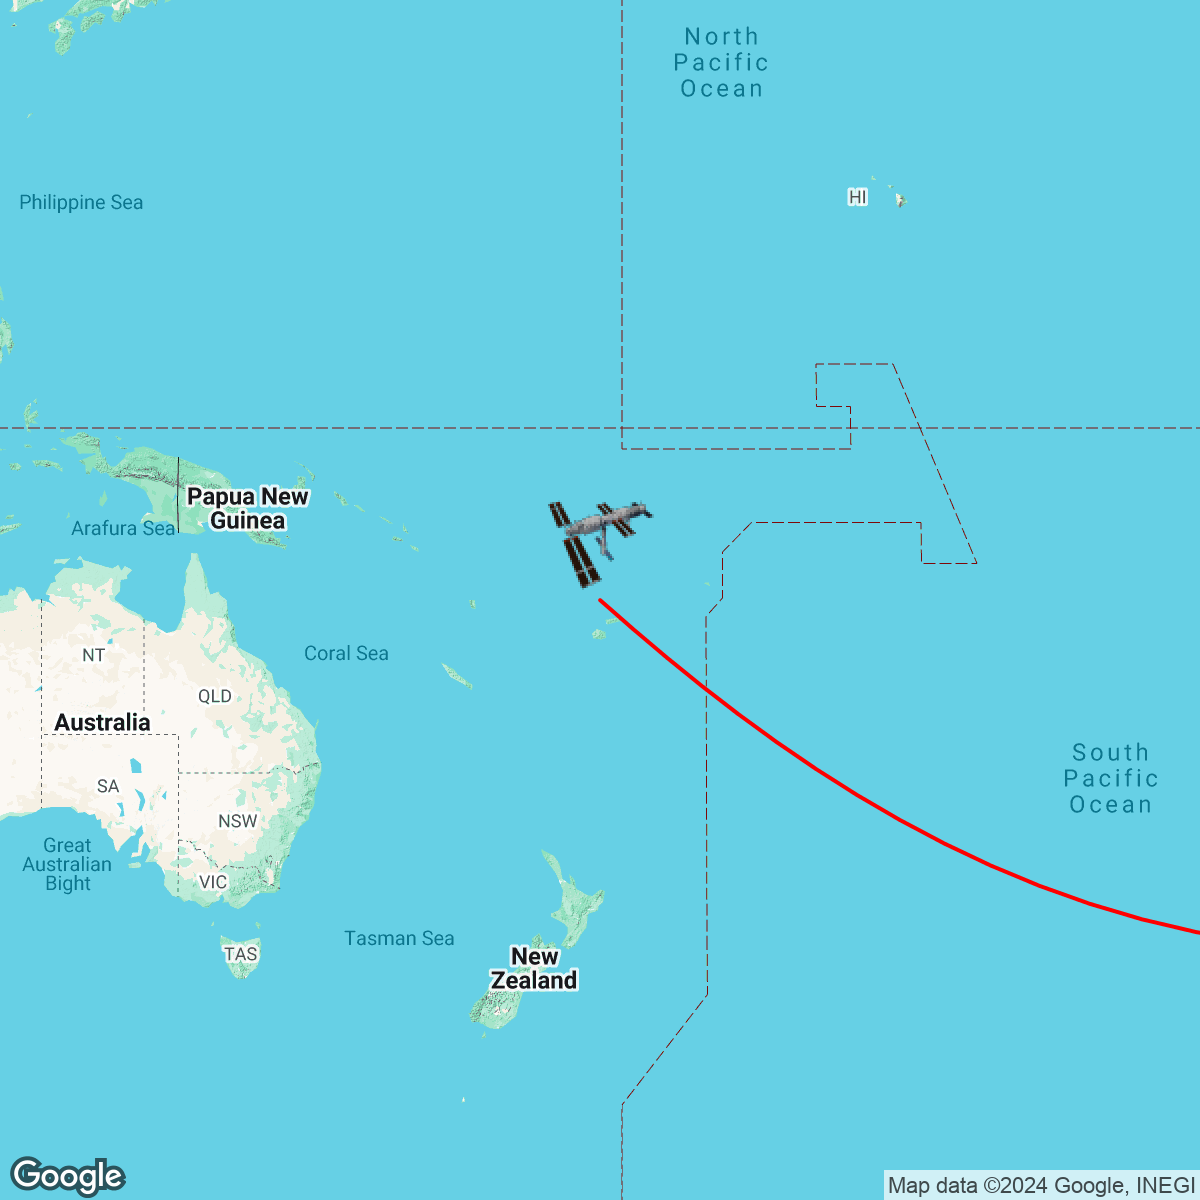 North
Pacific
Ocean
Philippine Sea
HI
Papua New
Guinea
Arafura Sea
NT
Coral Sea
QLD
Australia
South
Pacific
Ocean
SA
NSW
Great
Australian
Bight
VIC
Tasman Sea
TAS
New
Zealand
Google
Map data ©2024 Google, INEGI